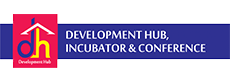 dh
Development Hub
DEVELOPMENT HUB,
INCUBATOR & CONFERENCE